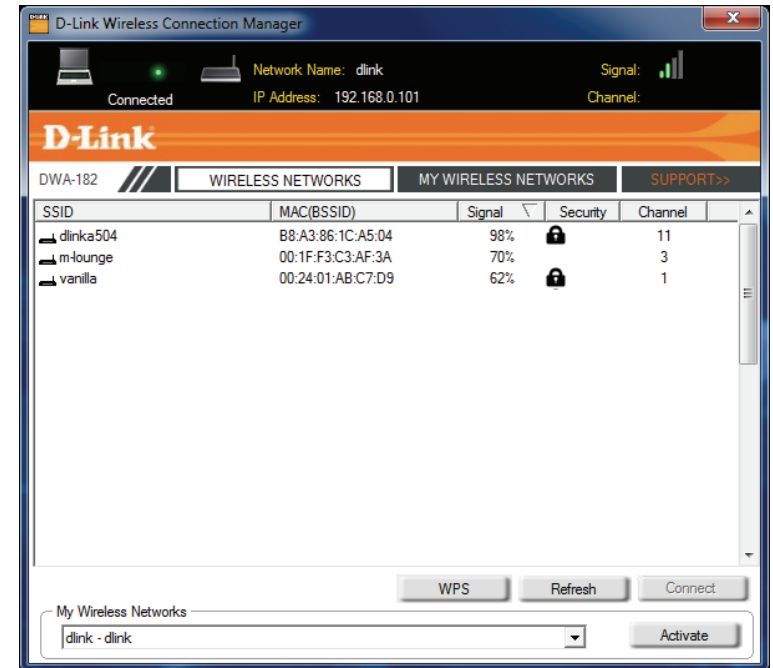 D-Link Wireless Connection Manager
Network Name: dlink Signal:
Connected IP Address: 192.168.0.101 Channel:
D-Link
DWA-182 WIRELESS NETWORKS MY WIRELESS NETWORKS SUPPORT>>
SSID MAC(BSSID) Signal Security Channel
dlinka504 B8:A3:86:1C:A5:04 98% 11
m-lounge 00:1F:F3:C3:AF:3A 70% 3
vanilla 00:24:01:AB:C7:D9 62% 1
WPS Refresh Connect
My Wireless Networks
dlink - dlink Activate